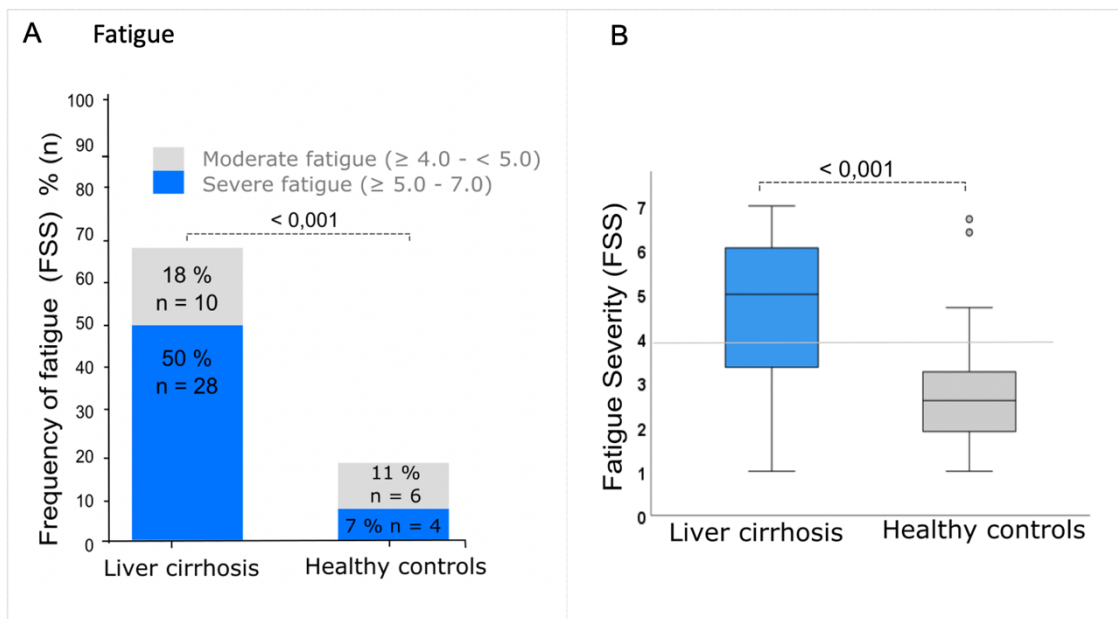 A Fatigue
Frequency of fatigue (FSS) % (n)
100
90
80
70
60
50
40
30
20
10
0
Moderate fatigue (≥ 4.0 - < 5.0)
Severe fatigue (≥ 5.0 - 7.0)
< 0,001
18 %
n = 10
50 %
n = 28
11 %
n = 6
7 % n = 4
Liver cirrhosis
Healthy controls
B
Fatigue Severity (FSS)
7
6
5
4
3
2
1
0
< 0,001
Liver cirrhosis
Healthy controls